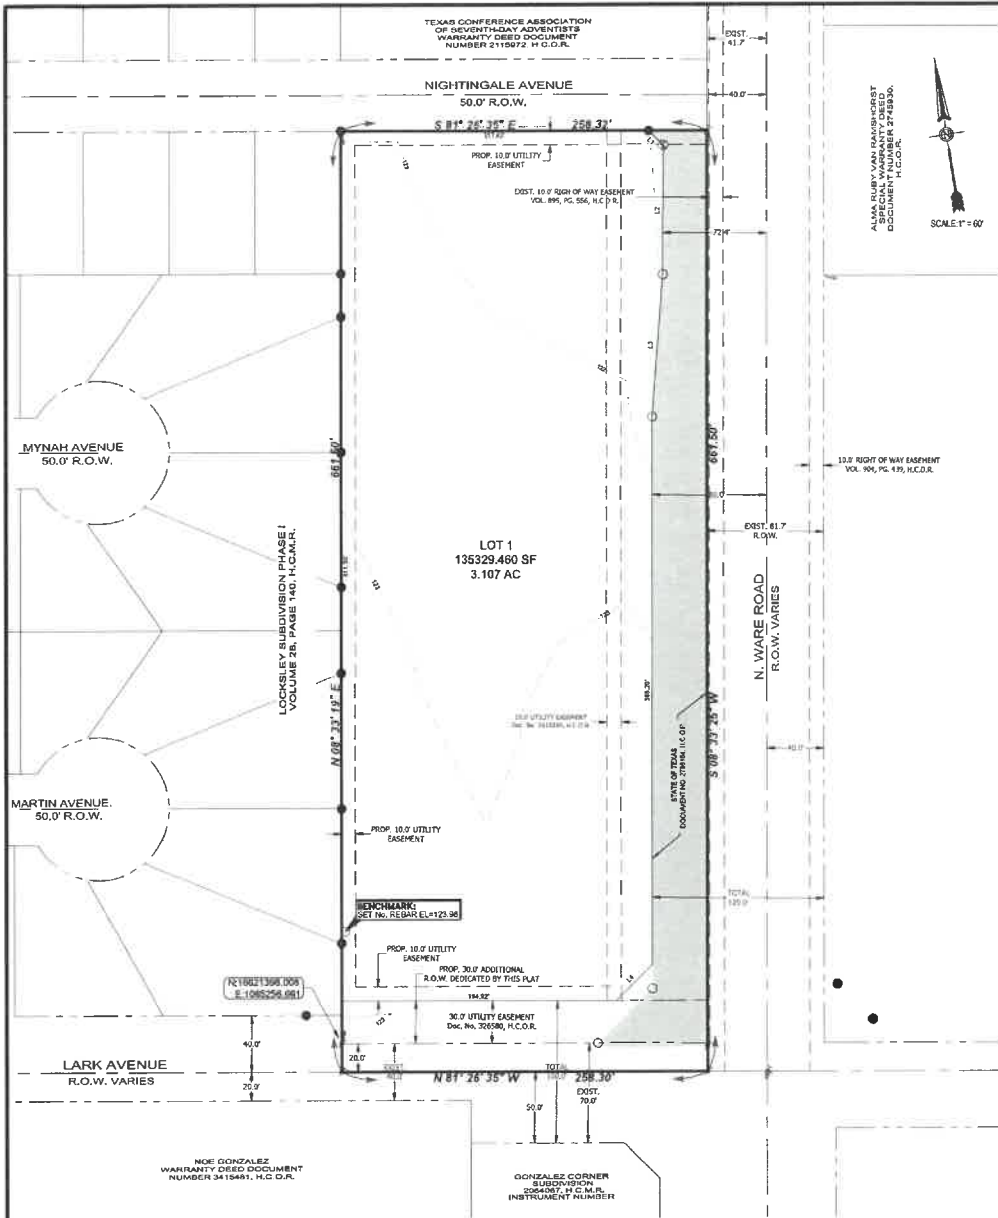 TEXAS CONFERENCE ASSOCIATION
OF SEVENTH-DAY ADVENTISTS
WARRANTY DEED DOCUMENT
NUMBER 2115972, H.C.O.R.
EXIST.
41.7'
NIGHTINGALE AVENUE
50.0' R.O.W.
40.0'
S 81° 26' 35" E
258.32'
PROP. 10.0' UTILITY
EASEMENT
EXIST. 10.0' RIGH OF WAY EASEMENT
VOL. 895, PG. 556, H.C.D.R.
ALMA RUBY VAN RAMSHORST
SPECIAL WARRANTY DEED
DOCUMENT NUMBER 2745930,
H.C.O.R.
SCALE:1" = 60'
L2
72.4'
L3
MYNAH AVENUE
50.0' R.O.W.
661.50'
661.50'
10.0' RIGHT OF WAY EASEMENT
VOL. 904, PG. 439, H.C.D.R.
EXIST. 81.7'
R.O.W.
LOT 1
135329.460 SF
3.107 AC
LOCKSLEY SUBDIVISION PHASE I
VOLUME 28, PAGE 140, H.C.M.R.
N. WARE ROAD
R.O.W. VARIES
N 08° 33' 19" E
S 08° 33' 25" W
STATE OF TEXAS
40.0'
MARTIN AVENUE.
50.0' R.O.W.
PROP. 10.0' UTILITY
EASEMENT
TOTAL
120.0'
BENCHMARK:
SET No. REBAR EL=123.98
PROP. 10.0' UTILITY
EASEMENT
PROP. 30.0' ADDITIONAL
R.O.W. DEDICATED BY THIS PLAT
L4
194.92'
30.0' UTILITY EASEMENT
Doc. No. 326580, H.C.O.R.
40.0'
20.0'
LARK AVENUE
R.O.W. VARIES
20.0'
EXIST.
TOTAL
N 81° 26' 35" W
258.30'
EXIST.
70.0'
50.0'
NOE GONZALEZ
WARRANTY DEED DOCUMENT
NUMBER 3415481, H.C.O.R.
GONZALEZ CORNER
SUBDIVISION
2064067, H.C.M.R.
INSTRUMENT NUMBER